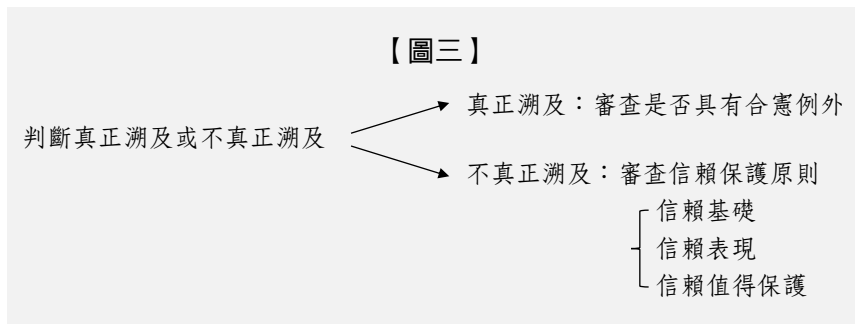 【圖三】
真正溯及：審查是否具有合憲例外
判斷真正溯及或不真正溯及
不真正溯及：審查信賴保護原則
信賴基礎
信賴表現
信賴值得保護